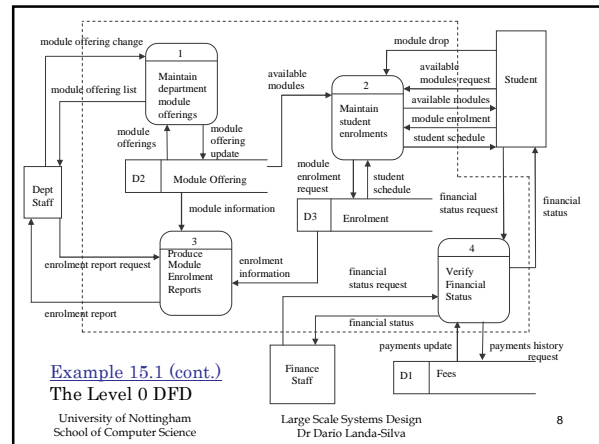 module offering change
module offering list
1
Maintain
department
module
offerings
module
offerings
module
offering
update
available
modules
2
Maintain
student
enrolments
module drop
available
modules request
available modules
module enrolment
student schedule
Student
Dept
Staff
D2 Module Offering
module
enrolment
request
student
schedule
D3 Enrolment
financial
status request
financial
status
module information
3
Produce
Module
Enrolment
Reports
enrolment report request
enrolment report
enrolment
information
financial
status request
financial status
4
Verify
Financial
Status
Finance
Staff
payments update
payments history
request
D1 Fees
Example 15.1 (cont.)
The Level 0 DFD
University of Nottingham
School of Computer Science
Large Scale Systems Design
Dr Dario Landa-Silva
8